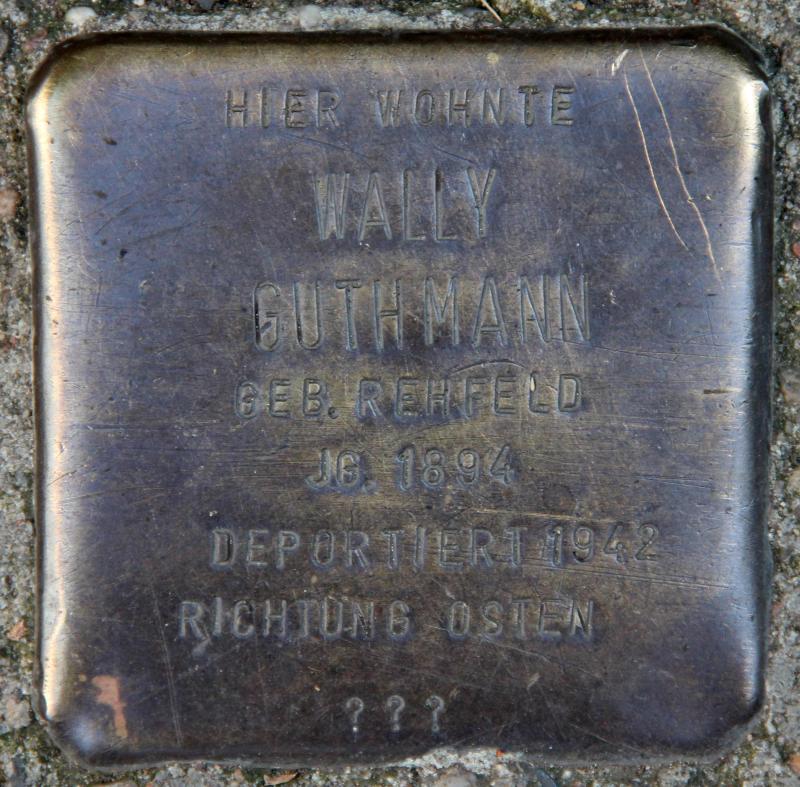 HIER WOHNTE
WALLY
GUTHMANN
GEB. REHFELD
JG. 1894
DEPORTIERT 1942
RICHTUNG OSTEN
???